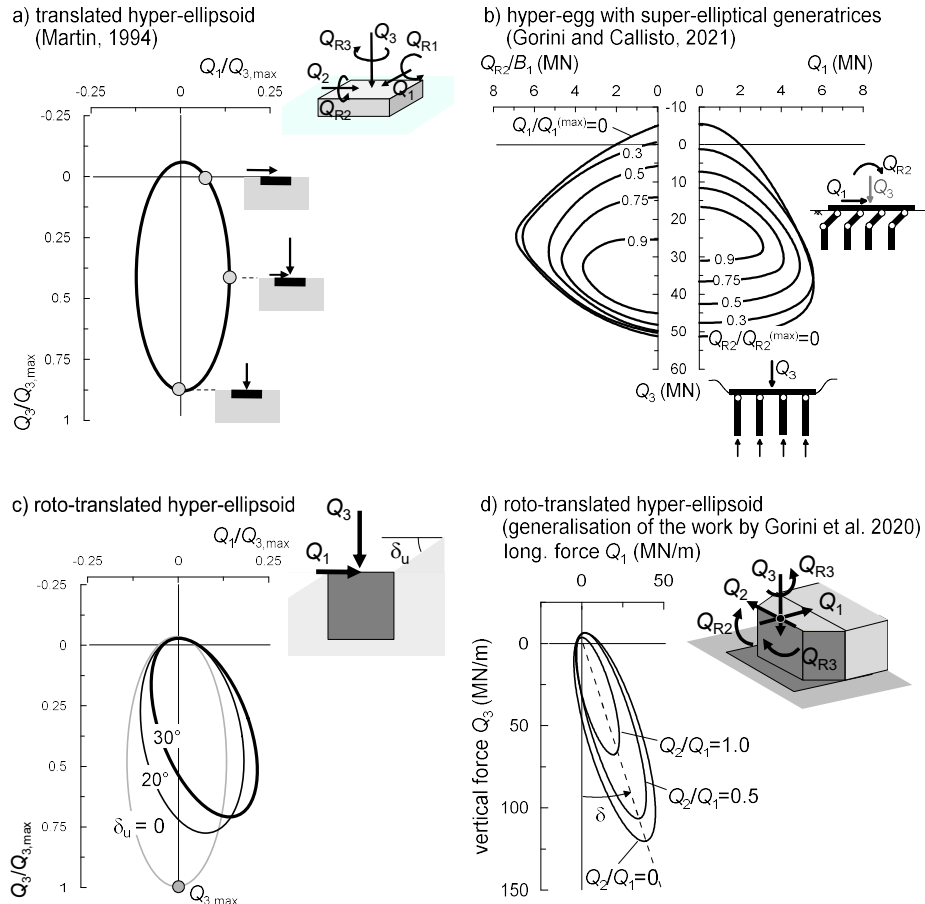 a) translated hyper-ellipsoid
(Martin, 1994)
Q1/Q3,max
-0.25 0 0.25
-0.25
0
0.25
0.5
0.75
1
Q3/Q3,max
Q3
QR3
QR1
Q2
Q1
QR2
b) hyper-egg with super-elliptical generatrices
(Gorini and Callisto, 2021)
QR2/B1 (MN) Q1 (MN)
8 6 4 2 0 0 2 4 6 8
-10
0
10
20
30
40
50
60
Q3 (MN)
Q1/Q1(max)=0
0.3
0.5
0.75
0.9
0.9
0.75
0.5
0.3
QR2/QR2(max)=0
QR2
Q1
Q3
Q3
c) roto-translated hyper-ellipsoid
Q1/Q3,max
-0.25 0 0.25
-0.25
0
0.25
0.5
0.75
1
Q3/Q3,max
30°
20°
δu = 0
Q3,max
Q3
Q1
δu
d) roto-translated hyper-ellipsoid
(generalisation of the work by Gorini et al. 2020)
long. force Q1 (MN/m)
0 50
0
50
100
150
vertical force Q3 (MN/m)
Q2/Q1=1.0
Q2/Q1=0.5
δ
Q2/Q1=0
Q3
QR3
Q2
Q1
QR2
QR3